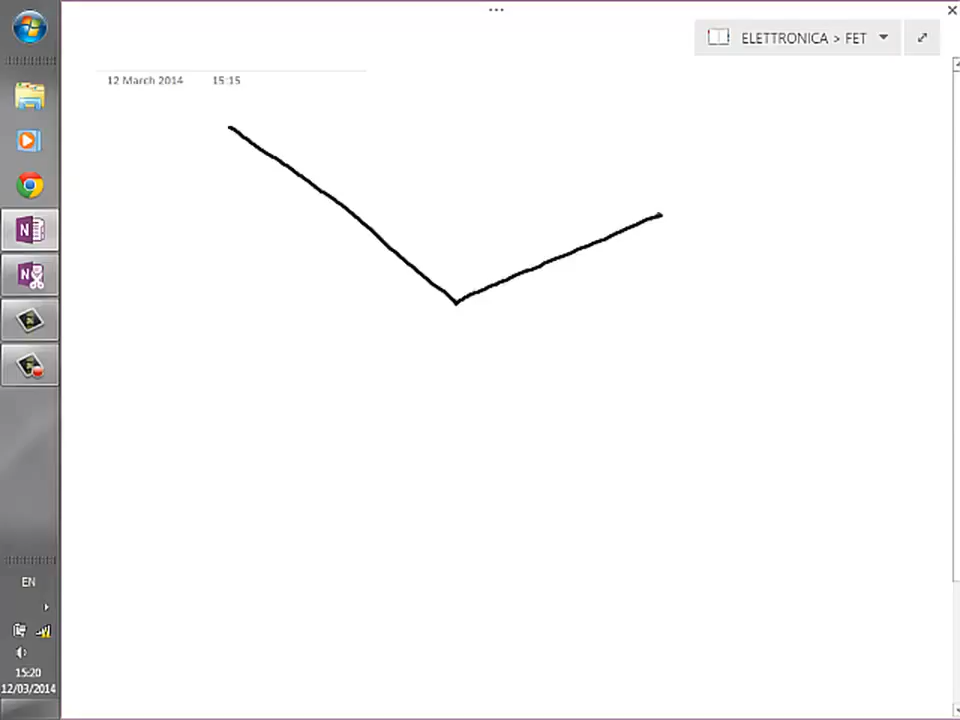 ELETTRONICA > FET
12 March 2014 15:15
N
N
EN
15:20
12/03/2014